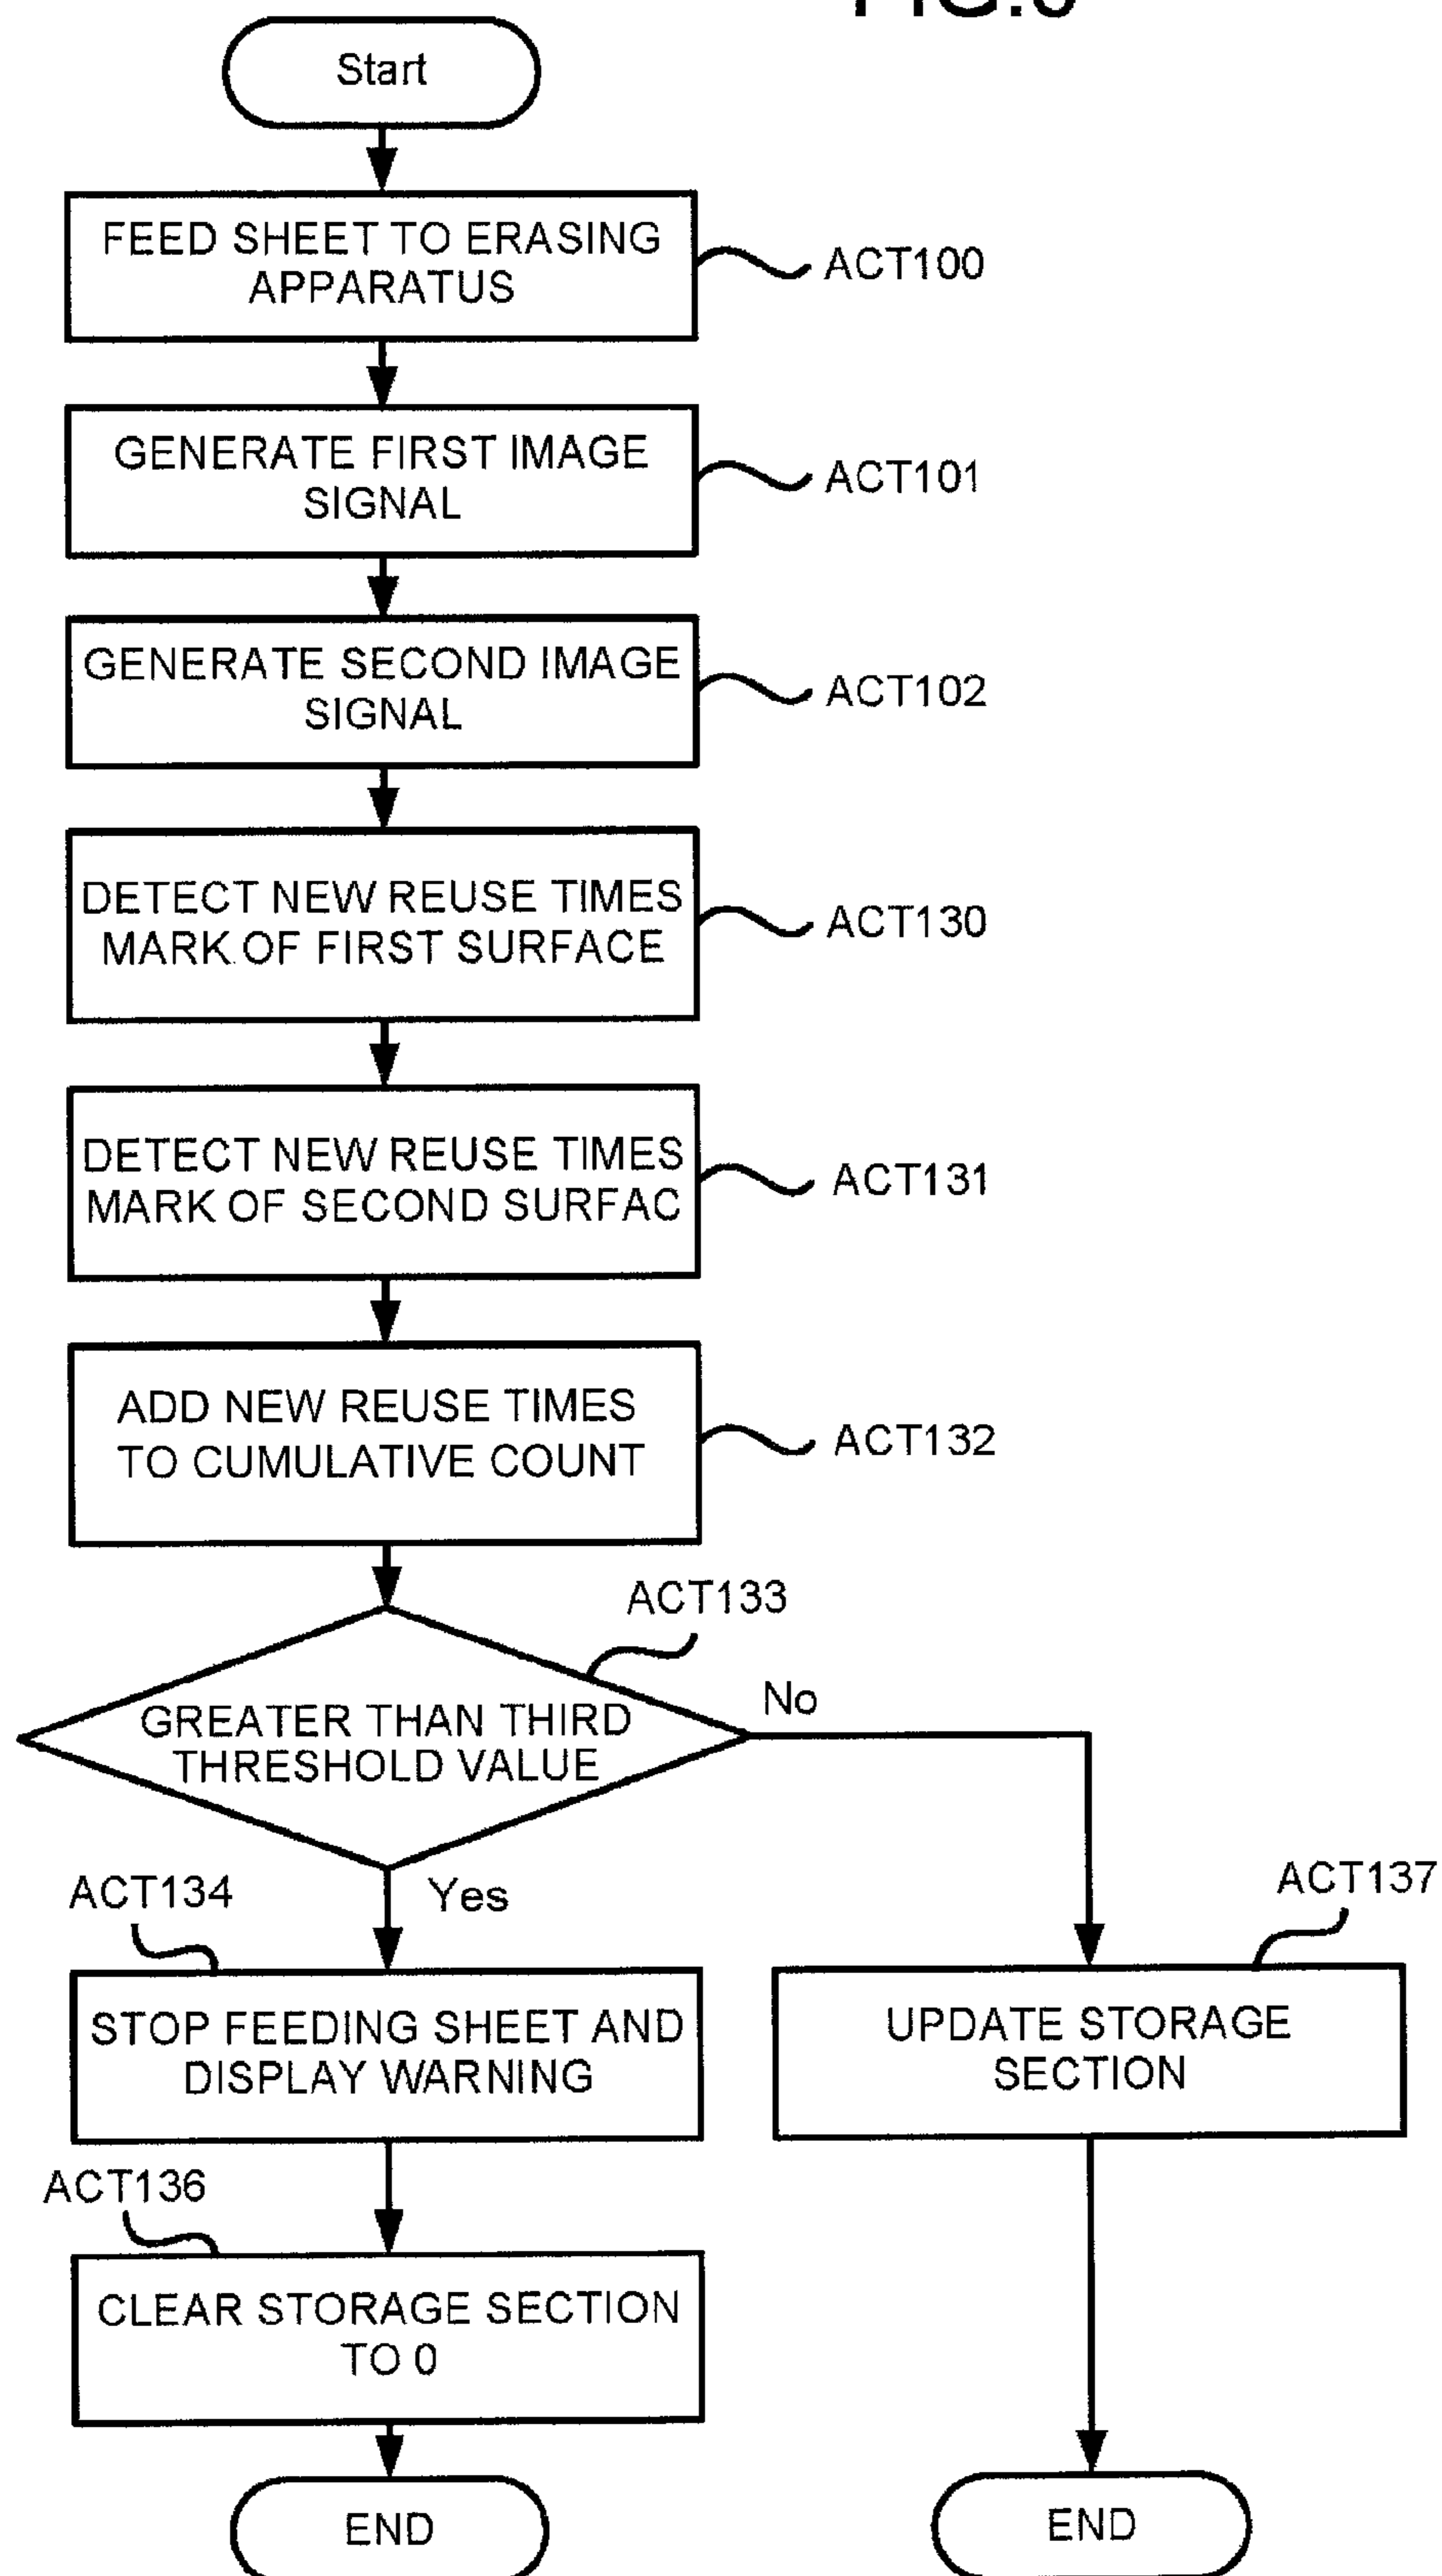 Start
FEED SHEET TO ERASING
APPARATUS
ACT100
GENERATE FIRST IMAGE
SIGNAL
ACT101
GENERATE SECOND IMAGE
SIGNAL
ACT102
DETECT NEW REUSE TIMES
MARK OF FIRST SURFACE
ACT130
DETECT NEW REUSE TIMES
MARK OF SECOND SURFAC
ACT131
ADD NEW REUSE TIMES
TO CUMULATIVE COUNT
ACT132
ACT133
GREATER THAN THIRD
THRESHOLD VALUE
No
Yes
ACT134
STOP FEEDING SHEET AND
DISPLAY WARNING
ACT137
UPDATE STORAGE
SECTION
ACT136
CLEAR STORAGE SECTION
TO 0
END
END